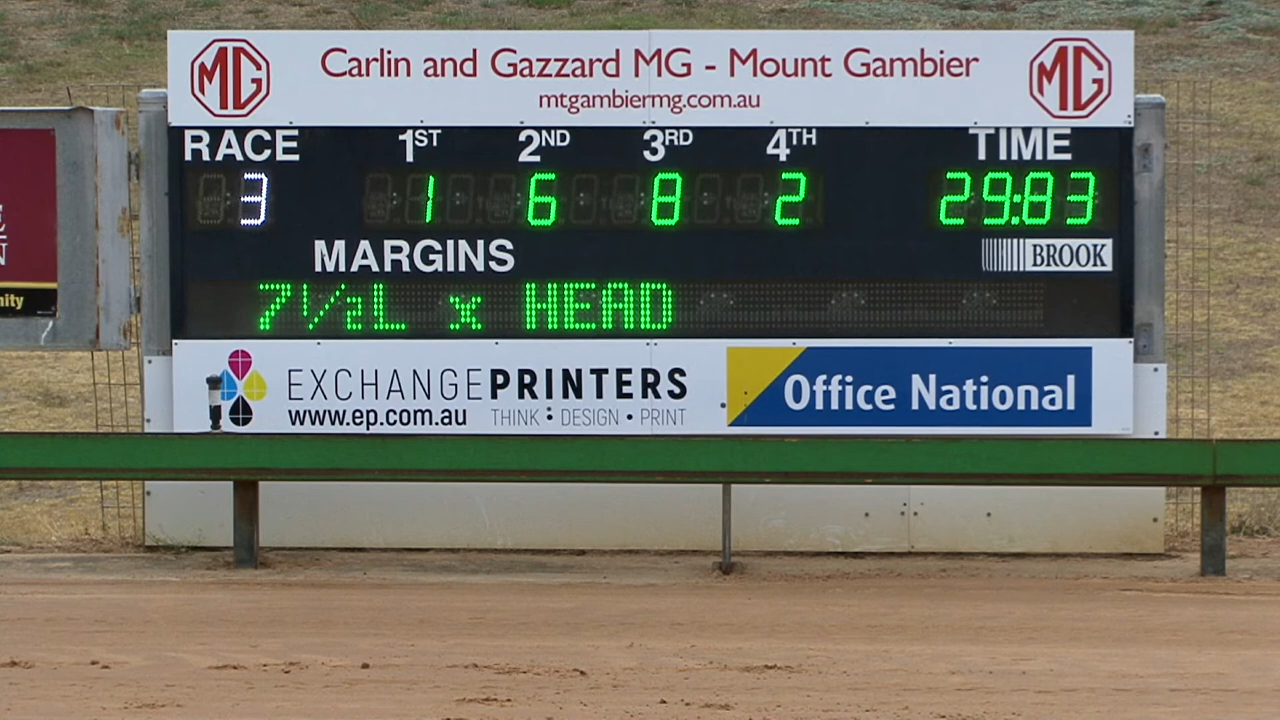 MG Carlin and Gazzard MG - Mount Gambier MG
mtgambiermg.com.au
RACE 1ST 2ND 3RD 4TH TIME
3 1 6 8 2 29:83
MARGINS BROOK
7½L x HEAD
nity
EXCHANGEPRINTERS
www.ep.com.au THINK • DESIGN • PRINT
Office National